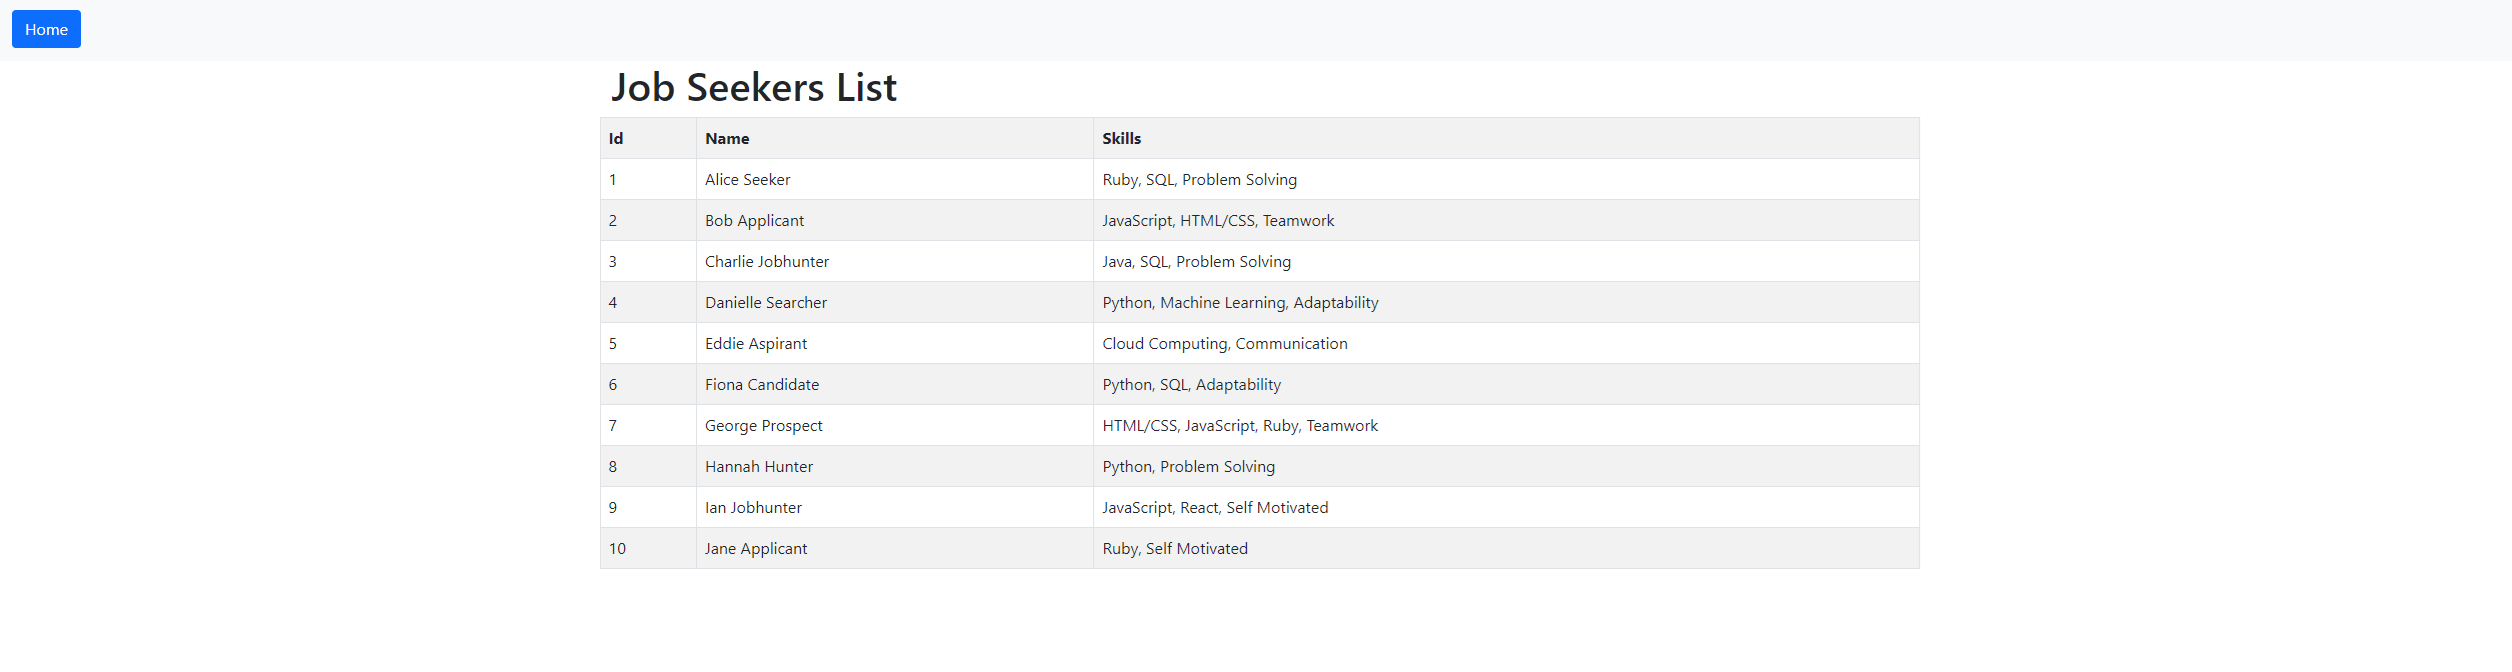 Home
Job Seekers List
Id Name Skills
1 Alice Seeker Ruby, SQL, Problem Solving
2 Bob Applicant JavaScript, HTML/CSS, Teamwork
3 Charlie Jobhunter Java, SQL, Problem Solving
4 Danielle Searcher Python, Machine Learning, Adaptability
5 Eddie Aspirant Cloud Computing, Communication
6 Fiona Candidate Python, SQL, Adaptability
7 George Prospect HTML/CSS, JavaScript, Ruby, Teamwork
8 Hannah Hunter Python, Problem Solving
9 Ian Jobhunter JavaScript, React, Self Motivated
10 Jane Applicant Ruby, Self Motivated